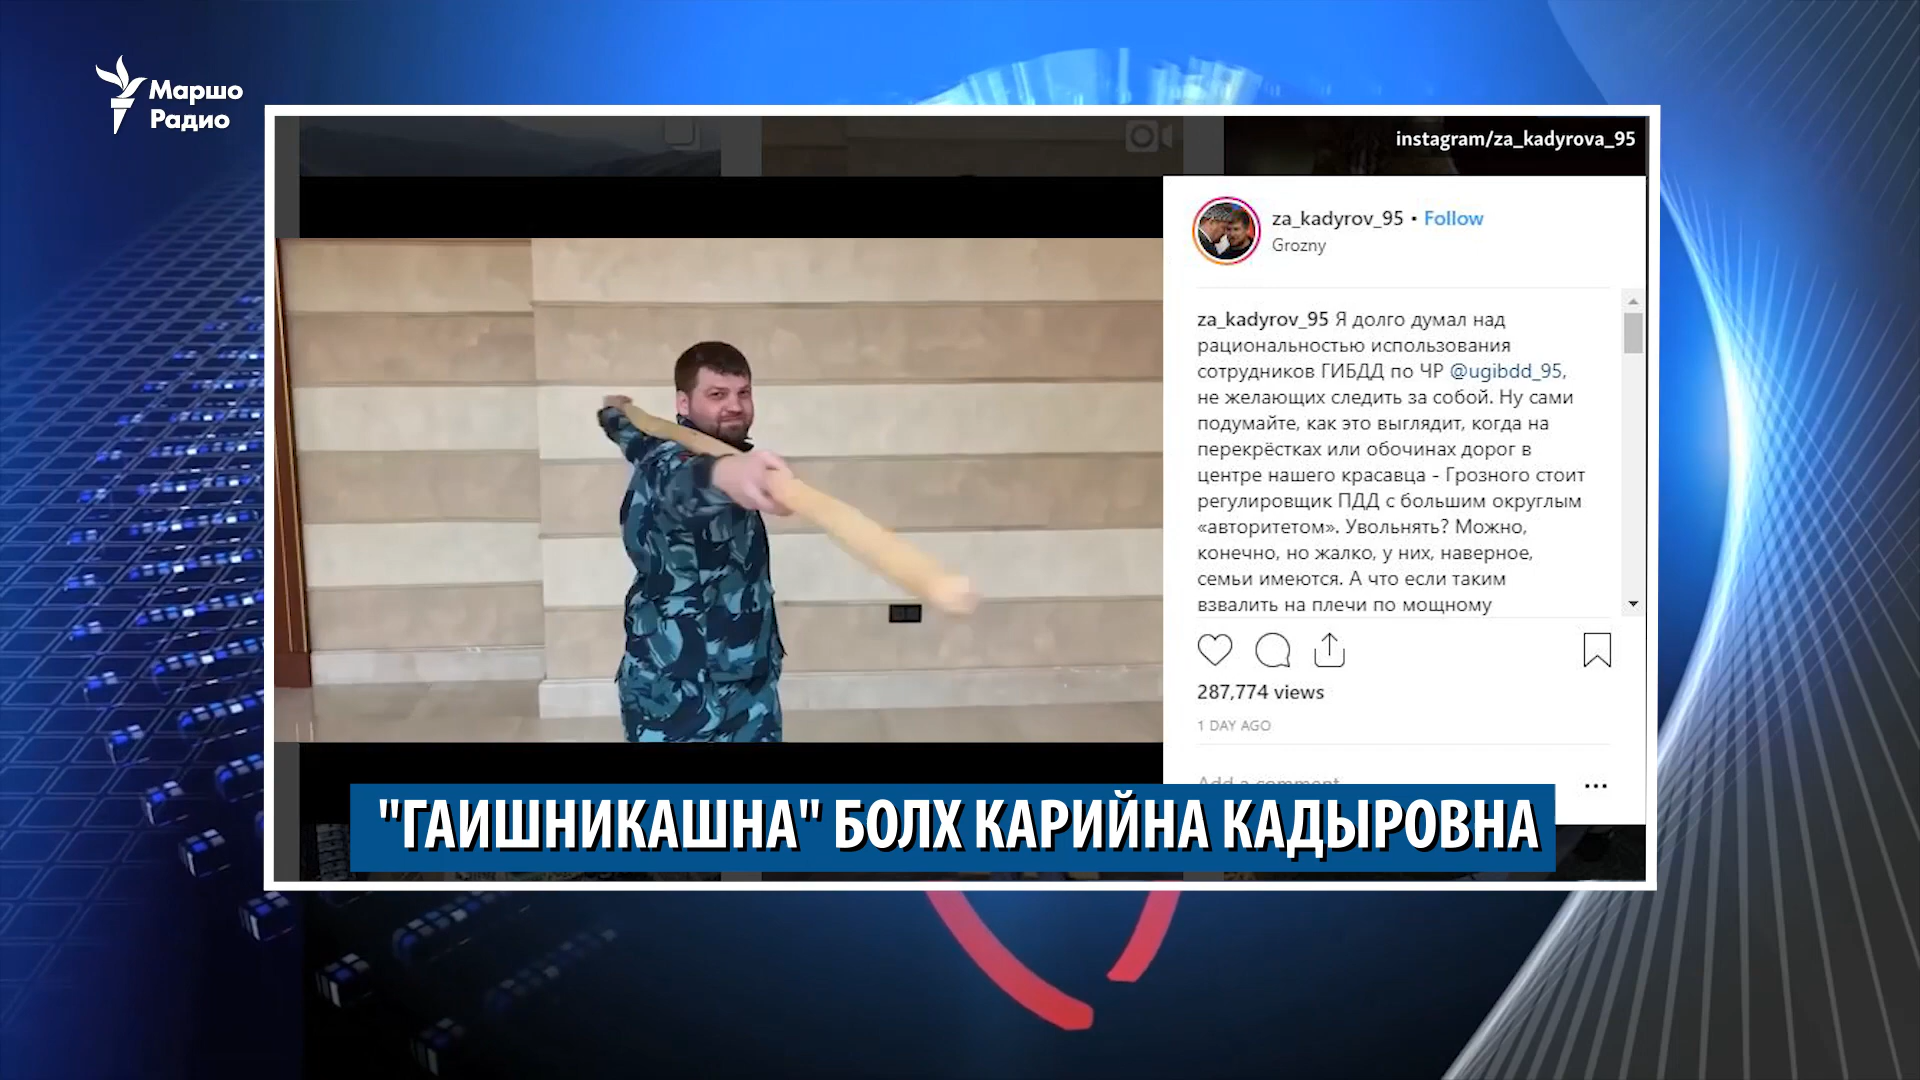 Маршо
Радио
instagram/za_kadyrova_95
za_kadyrov_95 • Follow
Grozny
za_kadyrov_95 Я долго думал над
рациональностью использования
сотрудников ГИБДД по ЧР @ugibdd_95,
не желающих следить за собой. Ну сами
подумайте, как это выглядит, когда на
перекрёстках или обочинах дорог в
центре нашего красавца - Грозного стоит
регулировщик ПДД с большим округлым
«авторитетом». Увольнять? Можно,
конечно, но жалко, у них, наверное,
семьи имеются. А что если таким
взвалить на плечи по мощному
287,774 views
1 DAY AGO
Add a comment
"ГАИШНИКАШНА" БОЛХ КАРИЙНА КАДЫРОВНА